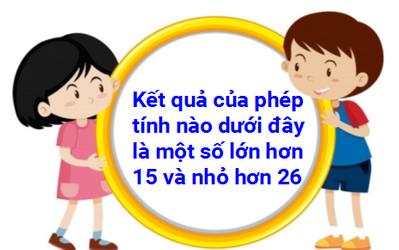 Kết quả của phép
tính nào dưới đây
là một số lớn hơn
15 và nhỏ hơn 26